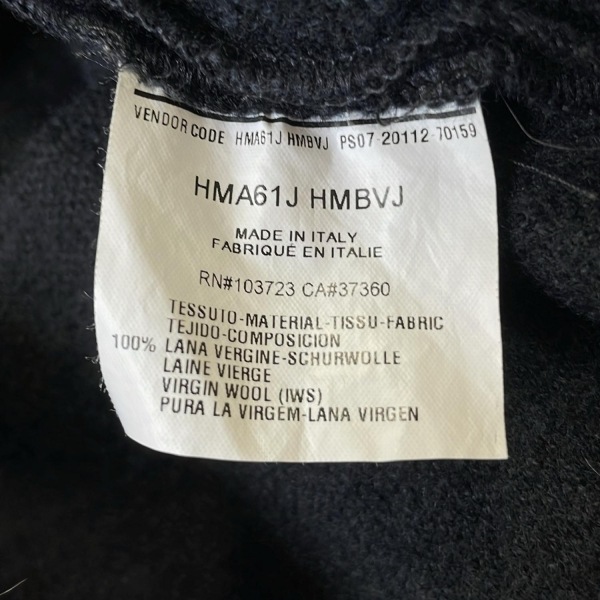 VENDOR CODE HMA61J HMBVJ PS07-20112-70159
HMA61J HMBVJ
MADE IN ITALY
FABRIQUÉ EN ITALIE
RN#103723 CA#37360
TESSUTO-MATERIAL-TISSU-FABRIC
TEJIDO-COMPOSICION
100% LANA VERGINE-SCHURWOLLE
LAINE VIERGE
VIRGIN WOOL (IWS)
PURA LA VIRGEM-LANA VIRGEN